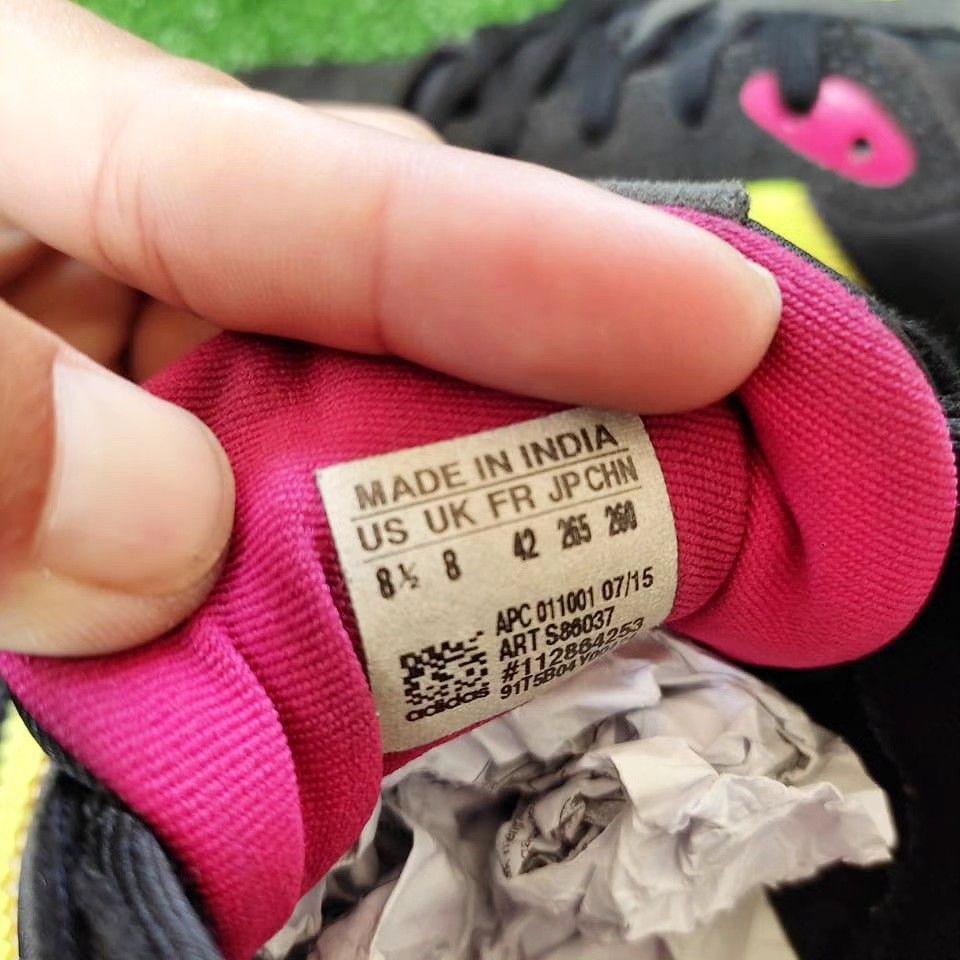 MADE IN INDIA
US UK FR JP CHN
8½ 8 42 265 260
APC 011001 07/15
ART S86037
#112864253
adidas